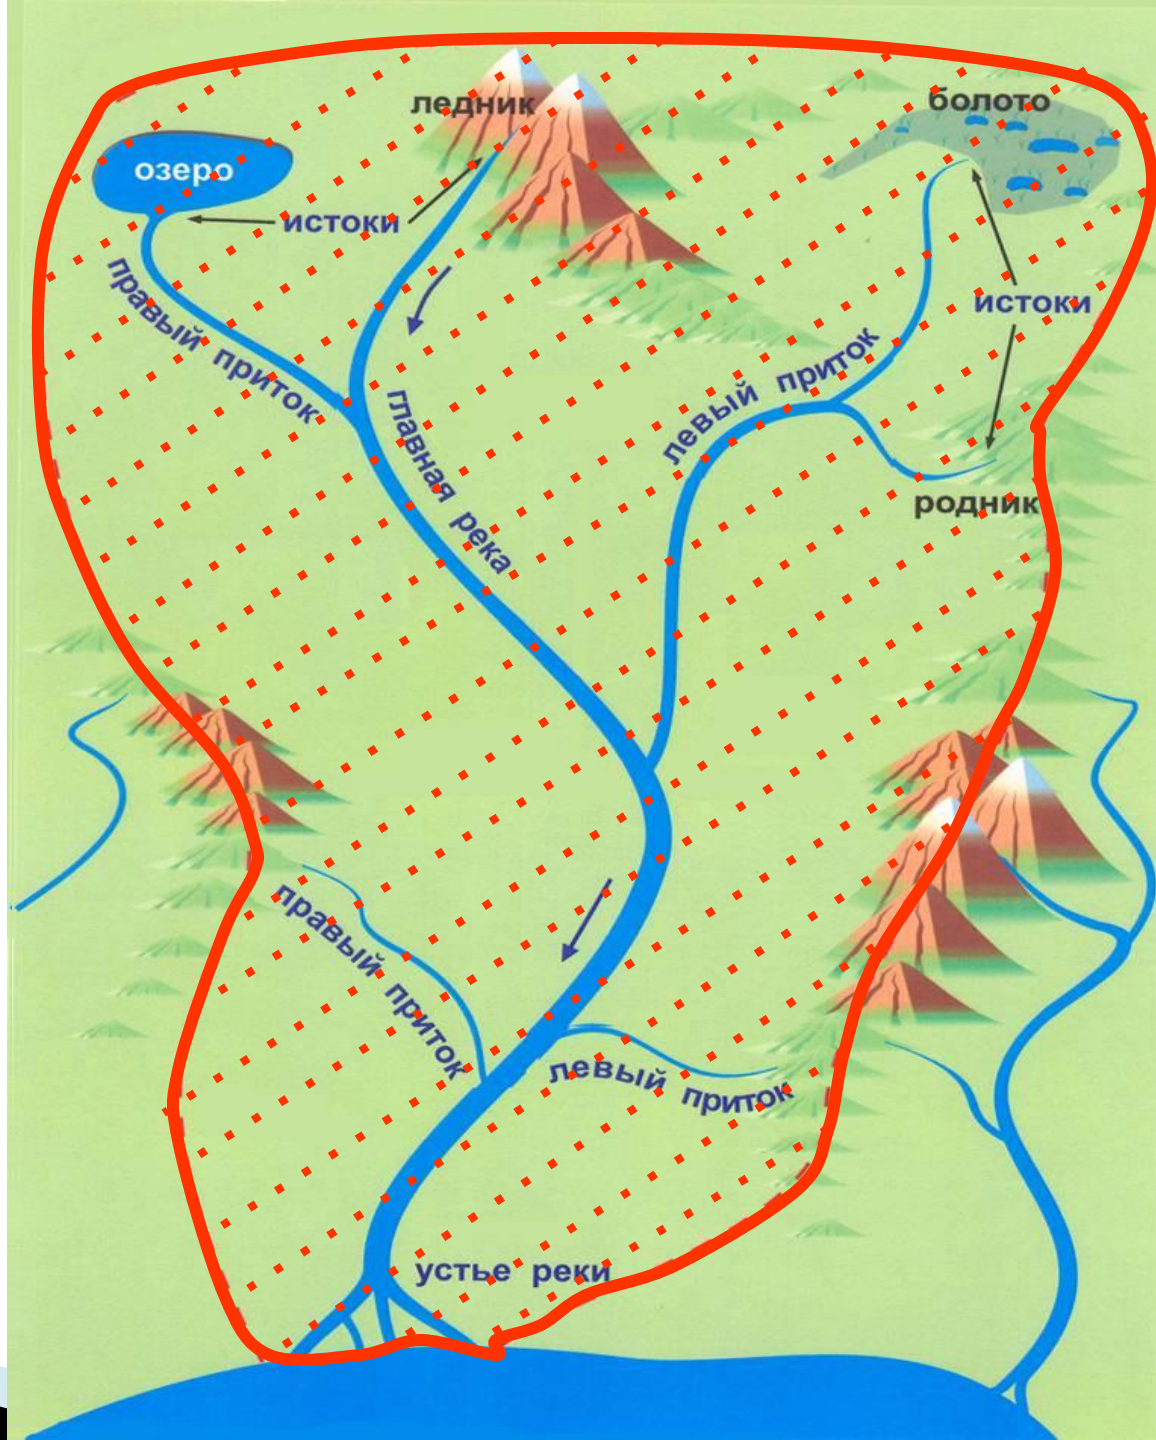 ледник
болото
озеро
истоки
истоки
правый приток
левый приток
главная река
родник
правый приток
левый приток
устье реки